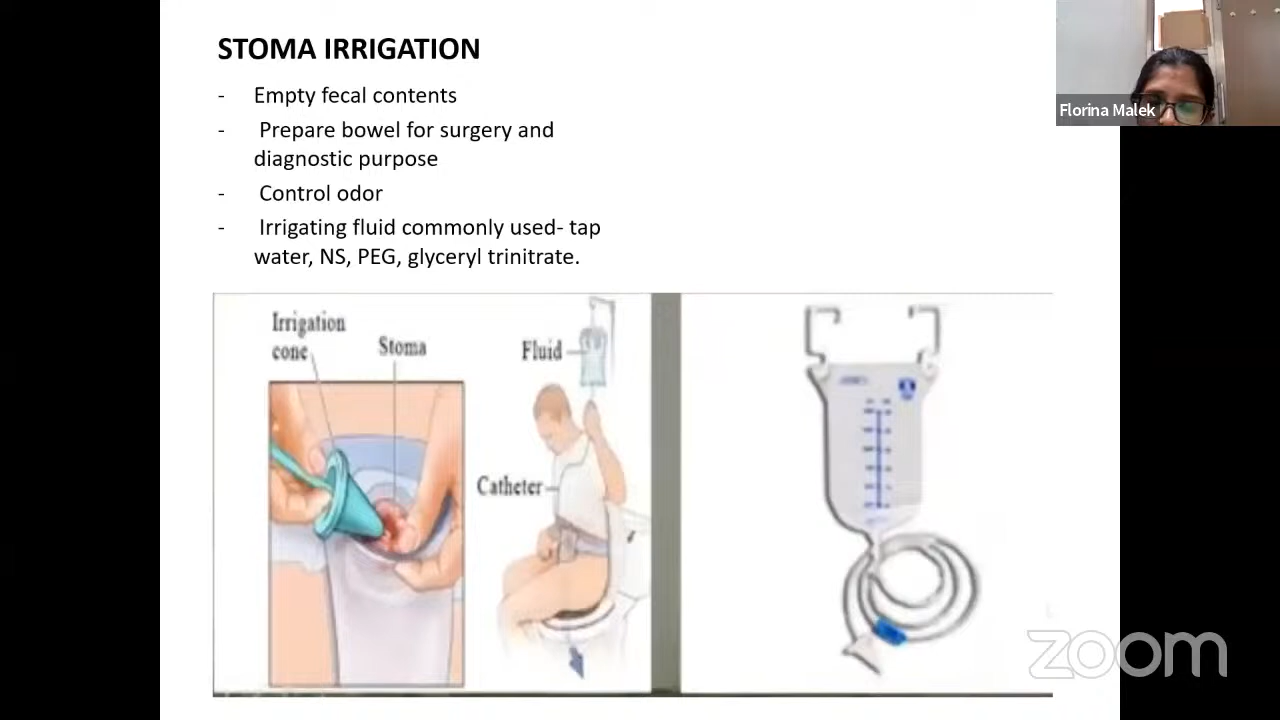 STOMA IRRIGATION
- Empty fecal contents
- Prepare bowel for surgery and
diagnostic purpose
- Control odor
- Irrigating fluid commonly used- tap
water, NS, PEG, glyceryl trinitrate.
Florina Malek
Irrigation
cone
Stoma
Fluid
Catheter
zoom